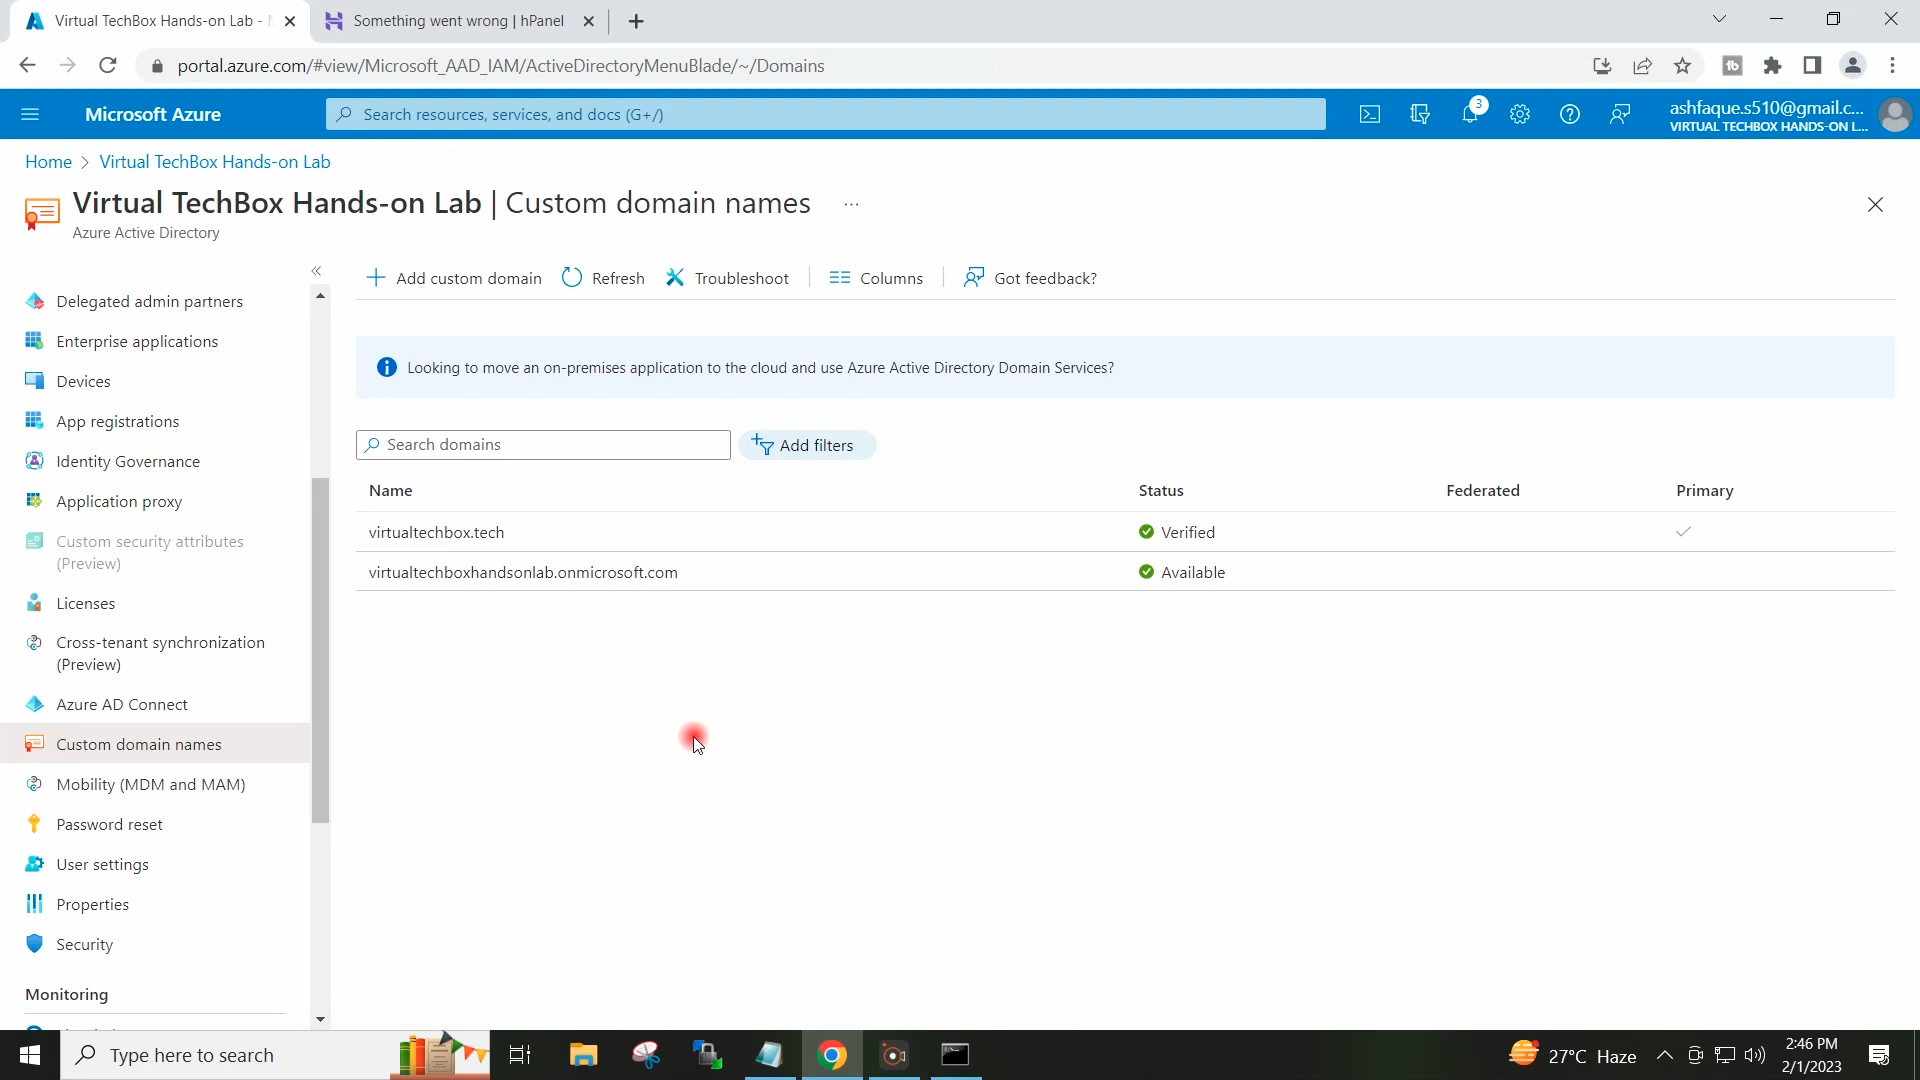 Virtual TechBox Hands-on Lab -
Something went wrong | hPanel
portal.azure.com/#view/Microsoft_AAD_IAM/ActiveDirectoryMenuBlade/~/Domains
Microsoft Azure
Search resources, services, and docs (G+/)
3
ashfaque.s510@gmail.c...
VIRTUAL TECHBOX HANDS-ON L...
Home > Virtual TechBox Hands-on Lab
Virtual TechBox Hands-on Lab | Custom domain names ...
Azure Active Directory
Add custom domain
Refresh
Troubleshoot
Columns
Got feedback?
Delegated admin partners
Enterprise applications
Devices
App registrations
Identity Governance
Application proxy
Custom security attributes
(Preview)
Licenses
Cross-tenant synchronization
(Preview)
Azure AD Connect
Custom domain names
Mobility (MDM and MAM)
Password reset
User settings
Properties
Security
Monitoring
Looking to move an on-premises application to the cloud and use Azure Active Directory Domain Services?
Search domains
Add filters
Name Status Federated Primary
virtualtechbox.tech Verified
virtualtechboxhandsonlab.onmicrosoft.com Available
Type here to search
27°C Haze
2:46 PM
2/1/2023